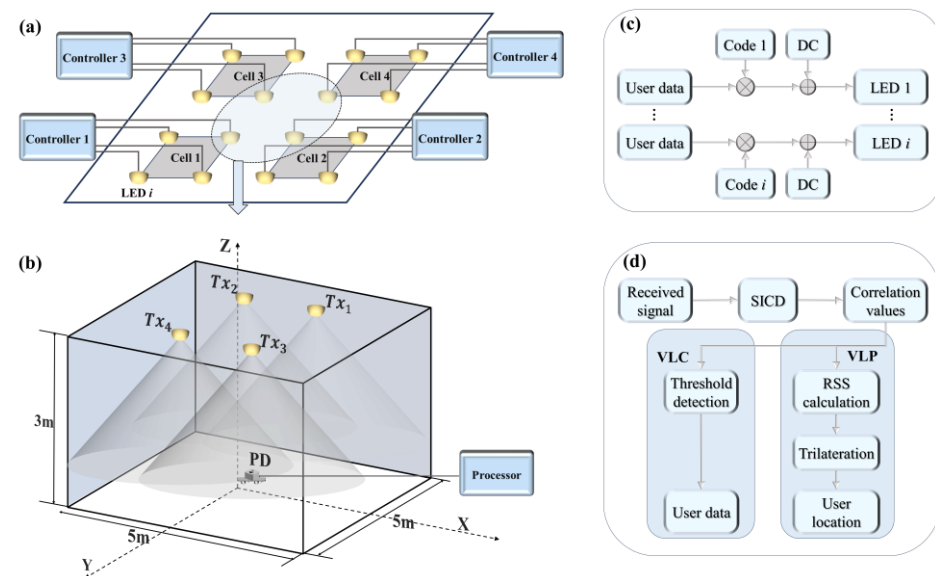 (a)
Controller 3
Cell 3
Cell 4
Controller 4
Controller 1
Cell 1
Cell 2
Controller 2
LED i
(b)
Z
Tx2
Tx1
Tx4
Tx3
3m
PD
Processor
5m
5m
X
Y
(c)
Code 1
DC
User data
LED 1
User data
LED i
Code i
DC
(d)
Received
signal
SICD
Correlation
values
VLC
VLP
Threshold
detection
RSS
calculation
Trilateration
User data
User
location